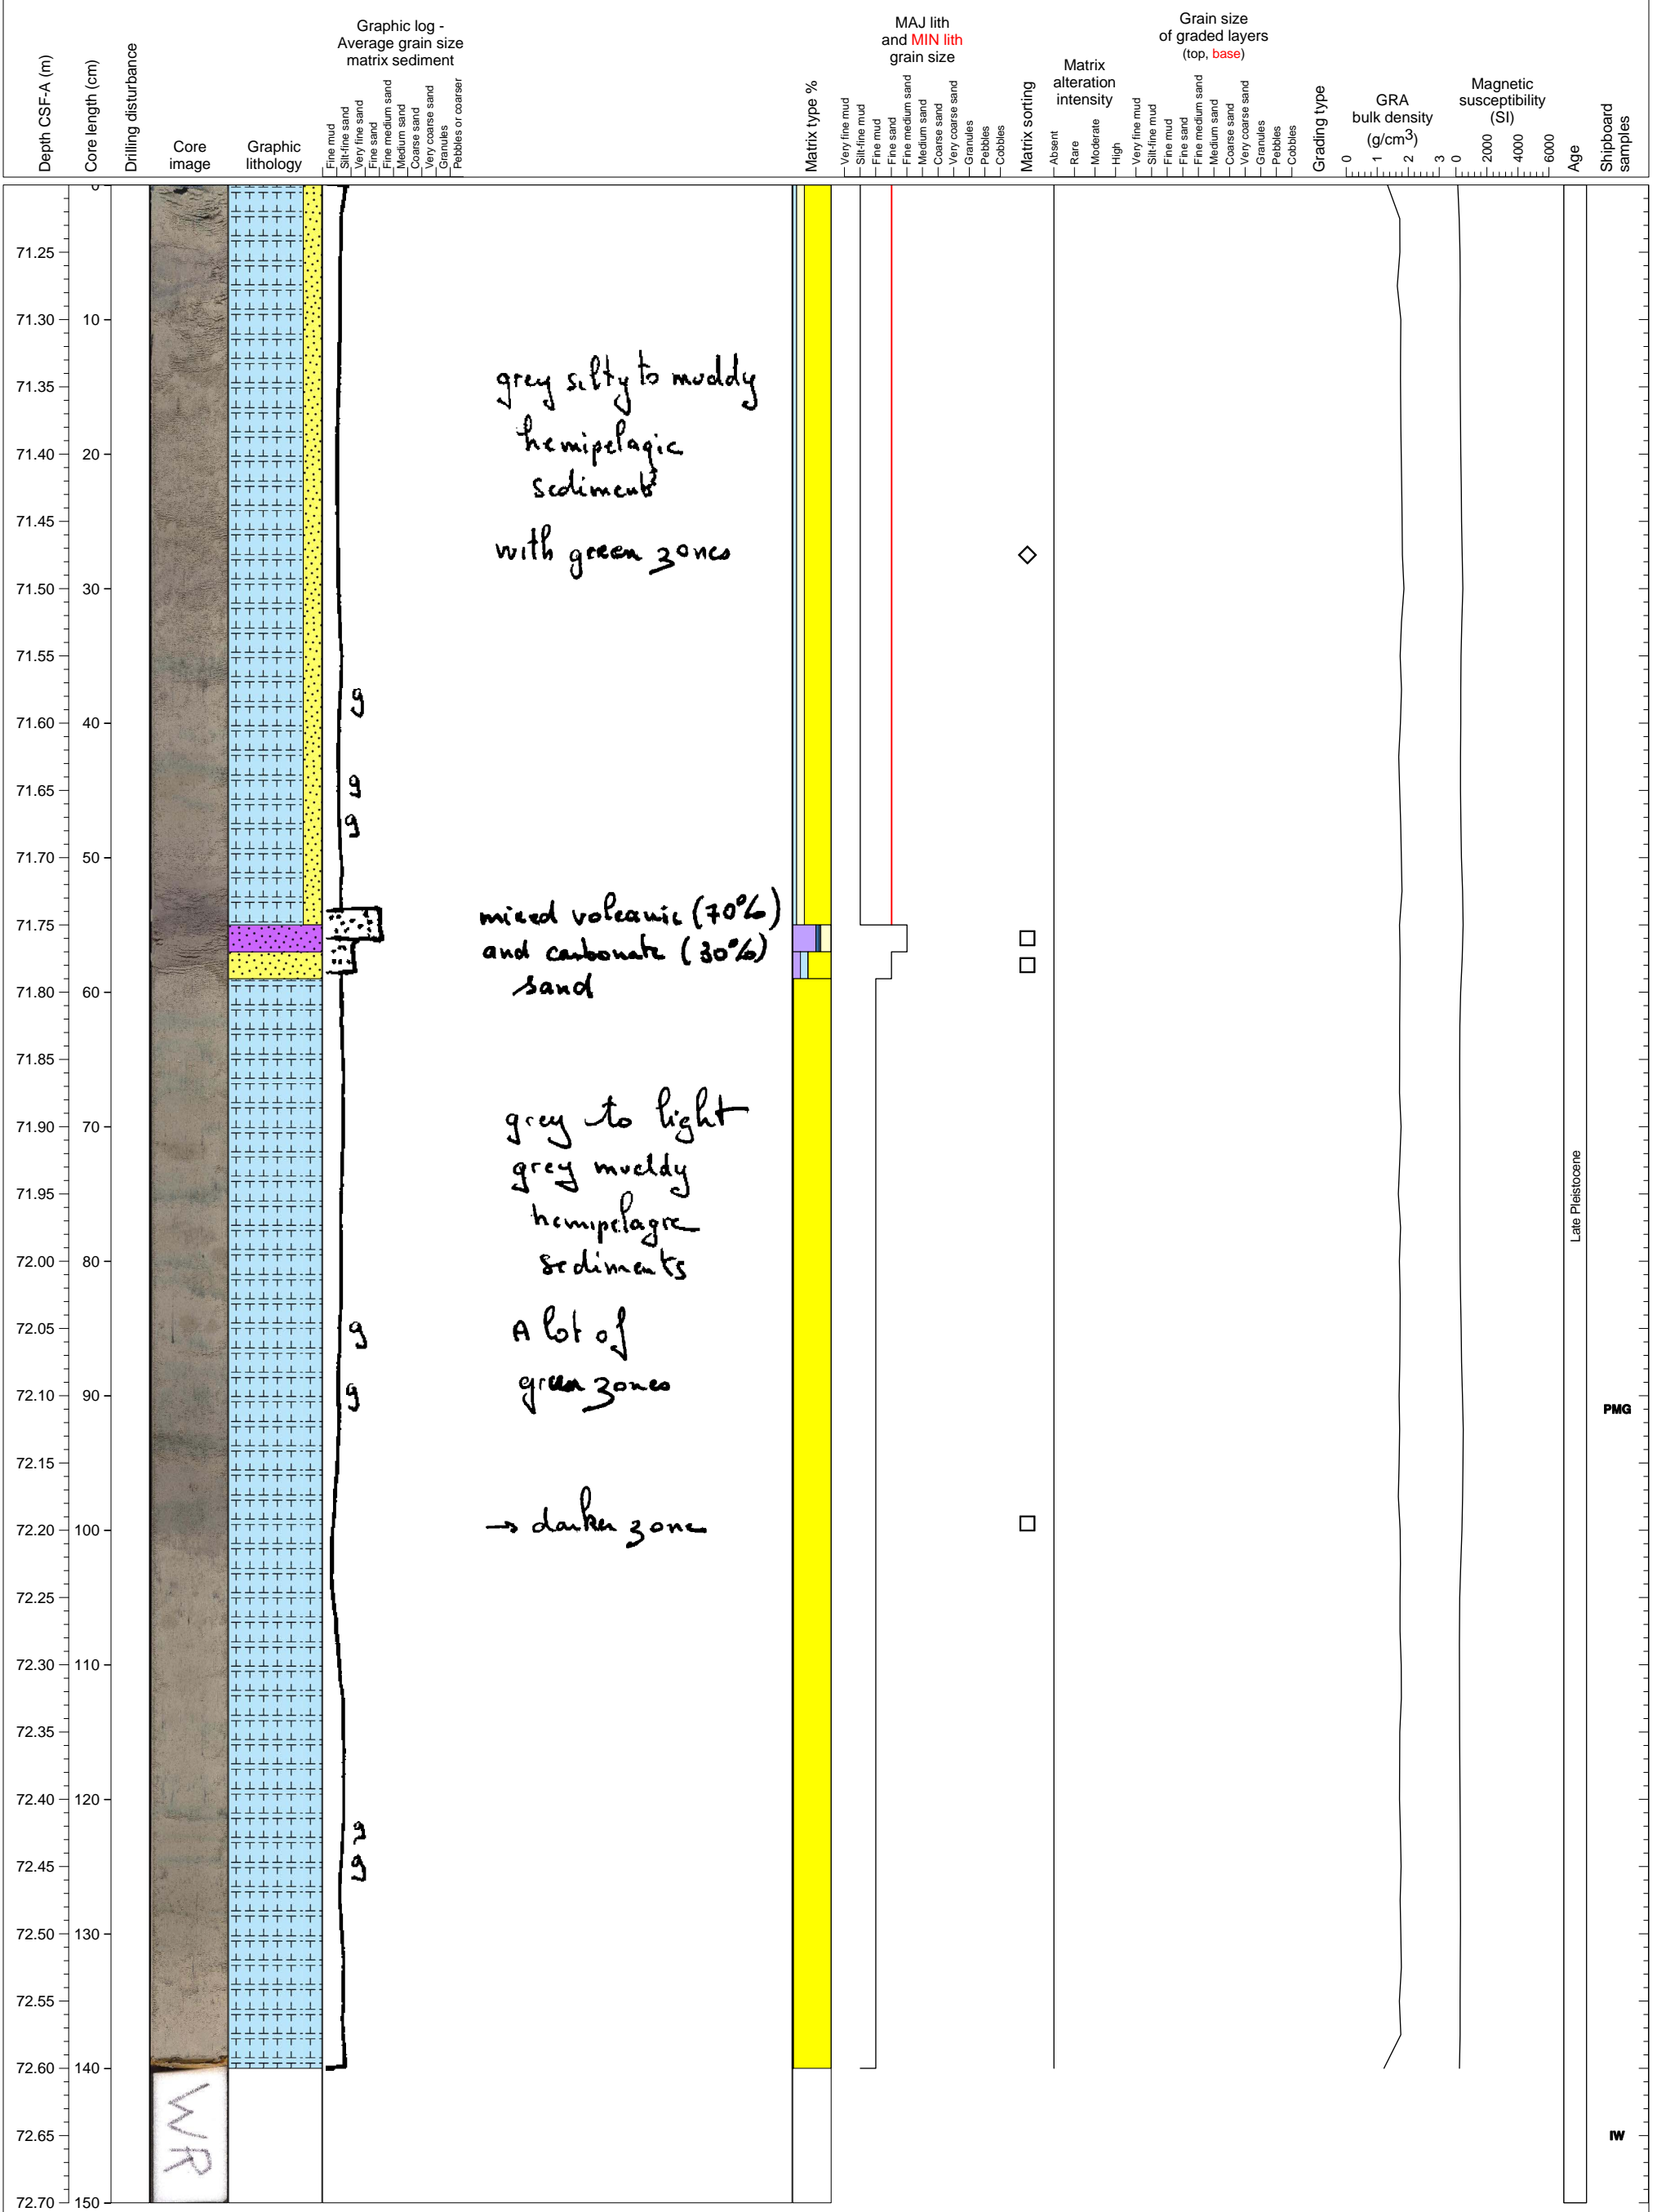 Depth CSF-A (m)
Core length (cm)
Drilling disturbance
Core
image
Graphic
lithology
Graphic log -
Average grain size
matrix sediment
Fine mud
Silt-fine sand
Very fine sand
Fine sand
Fine medium sand
Medium sand
Coarse sand
Very coarse sand
Granules
Pebbles or coarser
Matrix type %
MAJ lith
and MIN lith
grain size
Very fine mud
Silt-fine mud
Fine mud
Fine sand
Fine medium sand
Medium sand
Coarse sand
Very coarse sand
Granules
Pebbles
Cobbles
Matrix sorting
Matrix
alteration
intensity
Absent
Rare
Moderate
High
Grain size
of graded layers
(top, base)
Very fine mud
Silt-fine mud
Fine mud
Fine sand
Fine medium sand
Medium sand
Coarse sand
Very coarse sand
Granules
Pebbles
Cobbles
Grading type
GRA
bulk density
(g/cm3)
0 1 2 3
Magnetic
susceptibility
(SI)
0 2000 4000 6000
Age
Shipboard
samples
0
71.25
71.30 10
71.35
grey silty to muddy
71.40 20
hemipelagic
sediments
71.45
with green zones
71.50 30
71.55
g
71.60 40
71.65
g
g
71.70 50
mixed volcanic (70%)
71.75
and carbonate (30%)
sand
71.80 60
71.85
grey to light
71.90 70
grey muddy
71.95
hemipelagic
72.00 80
sediments
Late Pleistocene
72.05
g
A lot of
72.10 90
g
green zones
PMG
72.15
72.20 100
→ darker zone
72.25
72.30 110
72.35
72.40 120
g
72.45
g
72.50 130
72.55
72.60 140
WR
72.65
IW
72.70 150